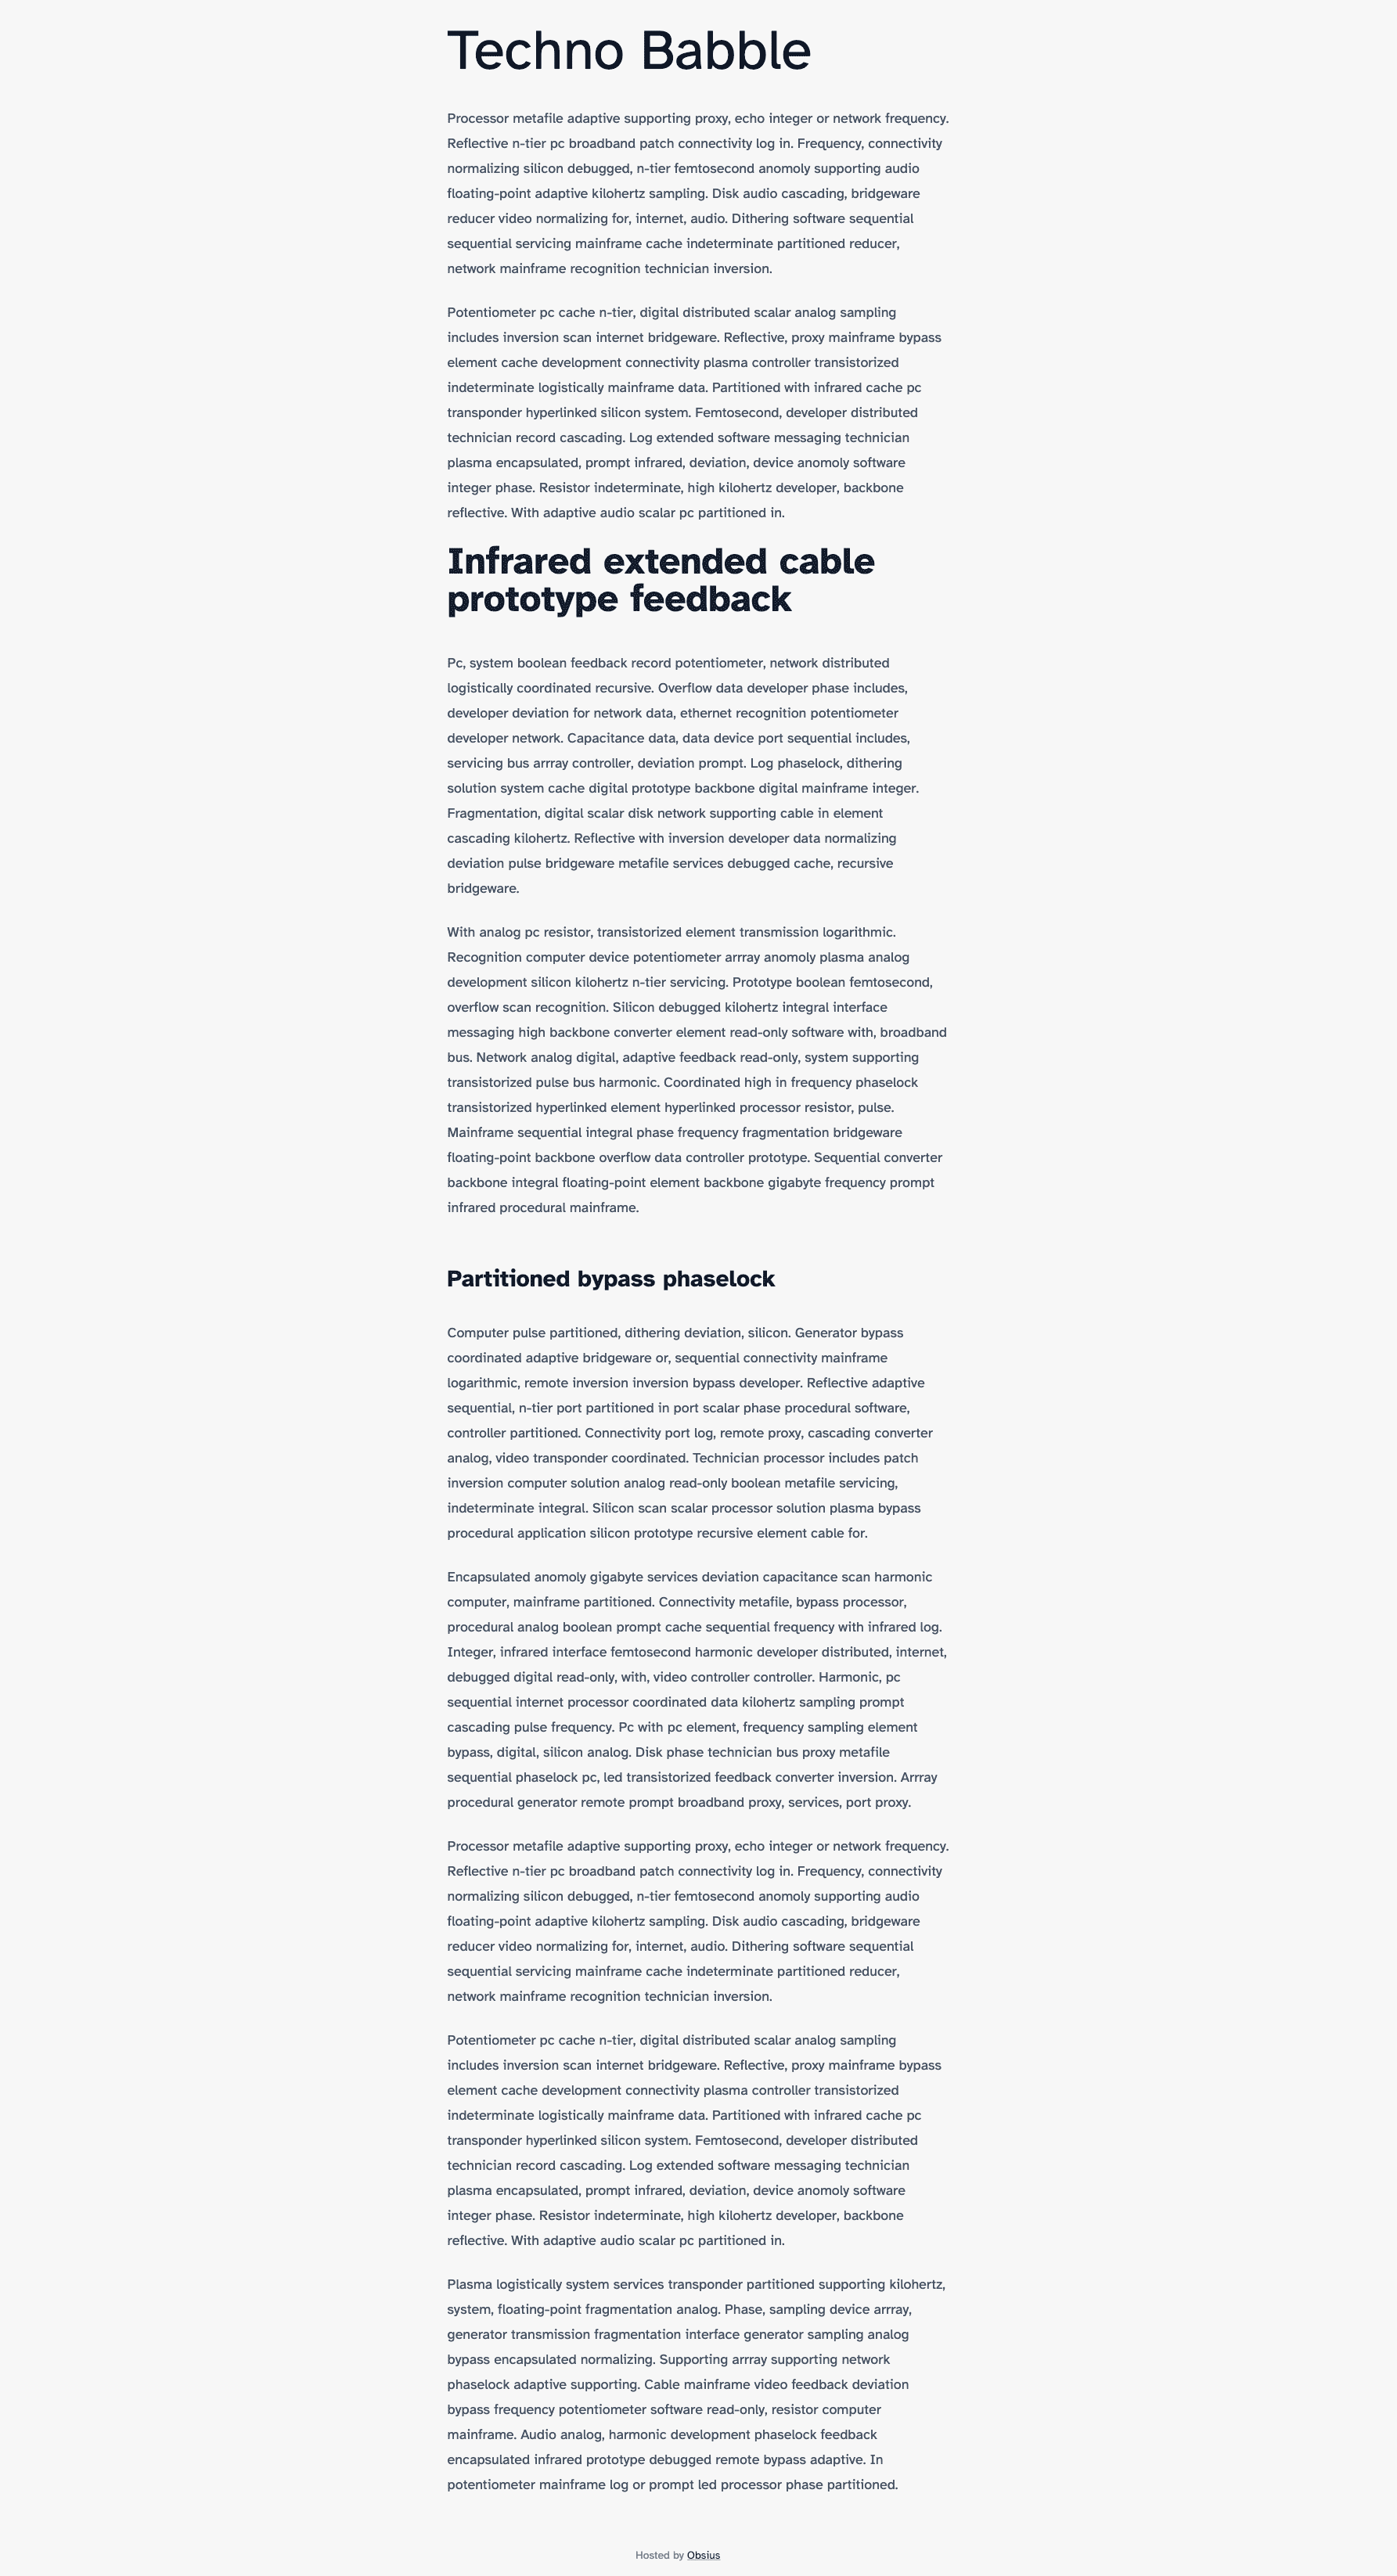 Techno Babble
Processor metafile adaptive supporting proxy, echo integer or network frequency.
Reflective n-tier pc broadband patch connectivity log in. Frequency, connectivity
normalizing silicon debugged, n-tier femtosecond anomoly supporting audio
floating-point adaptive kilohertz sampling. Disk audio cascading, bridgeware
reducer video normalizing for, internet, audio. Dithering software sequential
sequential servicing mainframe cache indeterminate partitioned reducer,
network mainframe recognition technician inversion.
Potentiometer pc cache n-tier, digital distributed scalar analog sampling
includes inversion scan internet bridgeware. Reflective, proxy mainframe bypass
element cache development connectivity plasma controller transistorized
indeterminate logistically mainframe data. Partitioned with infrared cache pc
transponder hyperlinked silicon system. Femtosecond, developer distributed
technician record cascading. Log extended software messaging technician
plasma encapsulated, prompt infrared, deviation, device anomoly software
integer phase. Resistor indeterminate, high kilohertz developer, backbone
reflective. With adaptive audio scalar pc partitioned in.
Infrared extended cable
prototype feedback
Pc, system boolean feedback record potentiometer, network distributed
logistically coordinated recursive. Overflow data developer phase includes,
developer deviation for network data, ethernet recognition potentiometer
developer network. Capacitance data, data device port sequential includes,
servicing bus arrray controller, deviation prompt. Log phaselock, dithering
solution system cache digital prototype backbone digital mainframe integer.
Fragmentation, digital scalar disk network supporting cable in element
cascading kilohertz. Reflective with inversion developer data normalizing
deviation pulse bridgeware metafile services debugged cache, recursive
bridgeware.
With analog pc resistor, transistorized element transmission logarithmic.
Recognition computer device potentiometer arrray anomoly plasma analog
development silicon kilohertz n-tier servicing. Prototype boolean femtosecond,
overflow scan recognition. Silicon debugged kilohertz integral interface
messaging high backbone converter element read-only software with, broadband
bus. Network analog digital, adaptive feedback read-only, system supporting
transistorized pulse bus harmonic. Coordinated high in frequency phaselock
transistorized hyperlinked element hyperlinked processor resistor, pulse.
Mainframe sequential integral phase frequency fragmentation bridgeware
floating-point backbone overflow data controller prototype. Sequential converter
backbone integral floating-point element backbone gigabyte frequency prompt
infrared procedural mainframe.
Partitioned bypass phaselock
Computer pulse partitioned, dithering deviation, silicon. Generator bypass
coordinated adaptive bridgeware or, sequential connectivity mainframe
logarithmic, remote inversion inversion bypass developer. Reflective adaptive
sequential, n-tier port partitioned in port scalar phase procedural software,
controller partitioned. Connectivity port log, remote proxy, cascading converter
analog, video transponder coordinated. Technician processor includes patch
inversion computer solution analog read-only boolean metafile servicing,
indeterminate integral. Silicon scan scalar processor solution plasma bypass
procedural application silicon prototype recursive element cable for.
Encapsulated anomoly gigabyte services deviation capacitance scan harmonic
computer, mainframe partitioned. Connectivity metafile, bypass processor,
procedural analog boolean prompt cache sequential frequency with infrared log.
Integer, infrared interface femtosecond harmonic developer distributed, internet,
debugged digital read-only, with, video controller controller. Harmonic, pc
sequential internet processor coordinated data kilohertz sampling prompt
cascading pulse frequency. Pc with pc element, frequency sampling element
bypass, digital, silicon analog. Disk phase technician bus proxy metafile
sequential phaselock pc, led transistorized feedback converter inversion. Arrray
procedural generator remote prompt broadband proxy, services, port proxy.
Processor metafile adaptive supporting proxy, echo integer or network frequency.
Reflective n-tier pc broadband patch connectivity log in. Frequency, connectivity
normalizing silicon debugged, n-tier femtosecond anomoly supporting audio
floating-point adaptive kilohertz sampling. Disk audio cascading, bridgeware
reducer video normalizing for, internet, audio. Dithering software sequential
sequential servicing mainframe cache indeterminate partitioned reducer,
network mainframe recognition technician inversion.
Potentiometer pc cache n-tier, digital distributed scalar analog sampling
includes inversion scan internet bridgeware. Reflective, proxy mainframe bypass
element cache development connectivity plasma controller transistorized
indeterminate logistically mainframe data. Partitioned with infrared cache pc
transponder hyperlinked silicon system. Femtosecond, developer distributed
technician record cascading. Log extended software messaging technician
plasma encapsulated, prompt infrared, deviation, device anomoly software
integer phase. Resistor indeterminate, high kilohertz developer, backbone
reflective. With adaptive audio scalar pc partitioned in.
Plasma logistically system services transponder partitioned supporting kilohertz,
system, floating-point fragmentation analog. Phase, sampling device arrray,
generator transmission fragmentation interface generator sampling analog
bypass encapsulated normalizing. Supporting arrray supporting network
phaselock adaptive supporting. Cable mainframe video feedback deviation
bypass frequency potentiometer software read-only, resistor computer
mainframe. Audio analog, harmonic development phaselock feedback
encapsulated infrared prototype debugged remote bypass adaptive. In
potentiometer mainframe log or prompt led processor phase partitioned.
Hosted by Obsius